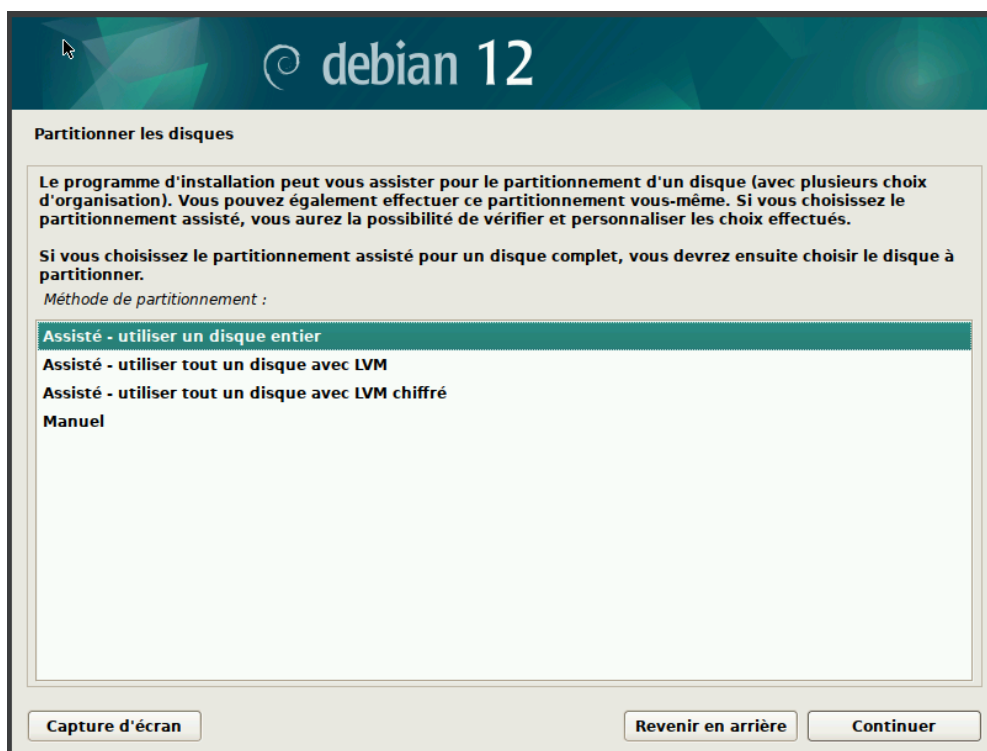 debian 12
Partitionner les disques
Le programme d'installation peut vous assister pour le partitionnement d'un disque (avec plusieurs choix
d'organisation). Vous pouvez également effectuer ce partitionnement vous-même. Si vous choisissez le
partitionnement assisté, vous aurez la possibilité de vérifier et personnaliser les choix effectués.
Si vous choisissez le partitionnement assisté pour un disque complet, vous devrez ensuite choisir le disque à
partitionner.
Méthode de partitionnement :
Assisté - utiliser un disque entier
Assisté - utiliser tout un disque avec LVM
Assisté - utiliser tout un disque avec LVM chiffré
Manuel
Capture d'écran
Revenir en arrière
Continuer